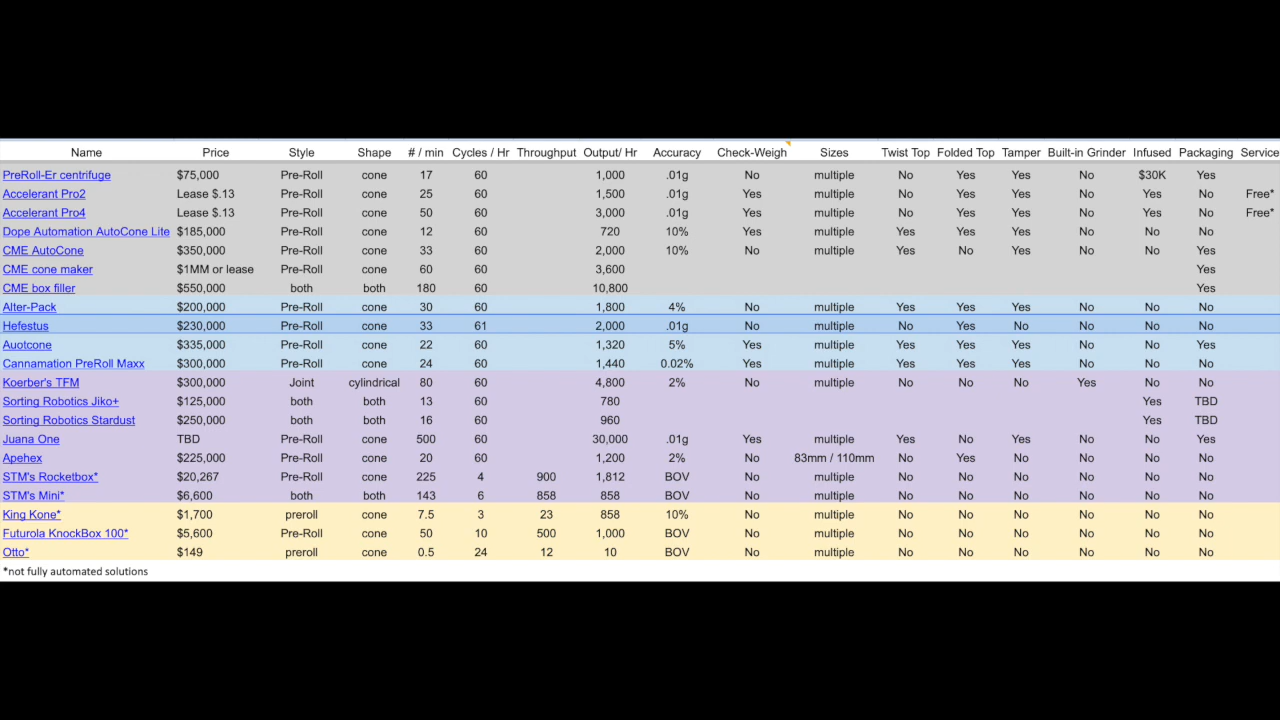 Name Price Style Shape # / min Cycles / Hr Throughput Output/ Hr Accuracy Check-Weigh Sizes Twist Top Folded Top Tamper Built-in Grinder Infused Packaging Service
PreRoll-Er centrifuge $75,000 Pre-Roll cone 17 60 1,000 .01g No multiple No Yes Yes No $30K Yes
Accelerant Pro2 Lease $.13 Pre-Roll cone 25 60 1,500 .01g Yes multiple No Yes Yes No Yes No Free*
Accelerant Pro4 Lease $.13 Pre-Roll cone 50 60 3,000 .01g Yes multiple No Yes Yes No Yes No Free*
Dope Automation AutoCone Lite $185,000 Pre-Roll cone 12 60 720 10% Yes multiple Yes Yes Yes No No No
CME AutoCone $350,000 Pre-Roll cone 33 60 2,000 10% No multiple Yes No Yes No No Yes
CME cone maker $1MM or lease Pre-Roll cone 60 60 3,600 Yes
CME box filler $550,000 both both 180 60 10,800 Yes
Alter-Pack $200,000 Pre-Roll cone 30 60 1,800 4% No multiple Yes Yes Yes No No No
Hefestus $230,000 Pre-Roll cone 33 61 2,000 .01g No multiple No Yes No No No No
Auotcone $335,000 Pre-Roll cone 22 60 1,320 5% Yes multiple Yes Yes Yes No No Yes
Cannamation PreRoll Maxx $300,000 Pre-Roll cone 24 60 1,440 0.02% Yes multiple Yes Yes Yes No No No
Koerber's TFM $300,000 Joint cylindrical 80 60 4,800 2% No multiple No No No Yes No No
Sorting Robotics Jiko+ $125,000 both both 13 60 780 Yes TBD
Sorting Robotics Stardust $250,000 both both 16 60 960 Yes TBD
Juana One TBD Pre-Roll cone 500 60 30,000 .01g Yes multiple Yes No Yes No No Yes
Apehex $225,000 Pre-Roll cone 20 60 1,200 2% No 83mm / 110mm No Yes No No No No
STM's Rocketbox* $20,267 Pre-Roll cone 225 4 900 1,812 BOV No multiple No No No No No No
STM's Mini* $6,600 both both 143 6 858 858 BOV No multiple No No No No No No
King Kone* $1,700 preroll cone 7.5 3 23 858 10% No multiple No No No No No No
Futurola KnockBox 100* $5,600 Pre-Roll cone 50 10 500 1,000 BOV No multiple No No No No No No
Otto* $149 preroll cone 0.5 24 12 10 BOV No multiple No No No No No No
*not fully automated solutions